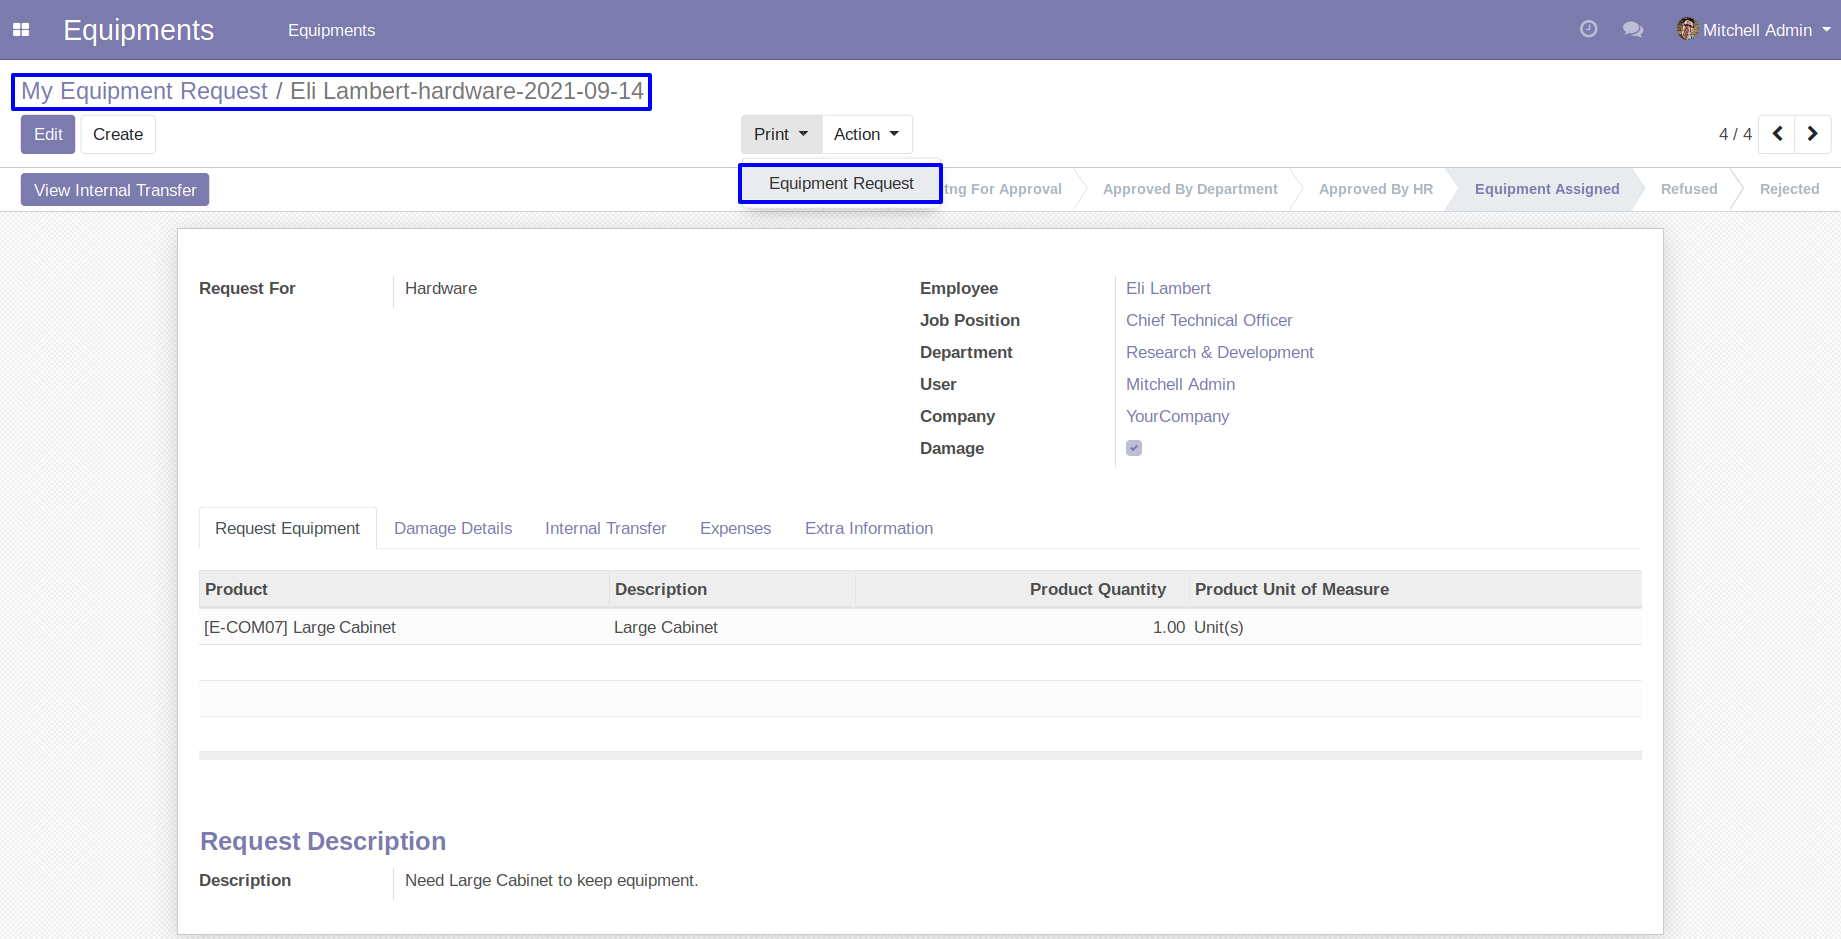 Equipments Equipments Mitchell Admin
My Equipment Request / Eli Lambert-hardware-2021-09-14
Edit Create Print Action 4 / 4
View Internal Transfer Equipment Request For Approval Approved By Department Approved By HR Equipment Assigned Refused Rejected
Request For Hardware Employee Eli Lambert
Job Position Chief Technical Officer
Department Research & Development
User Mitchell Admin
Company YourCompany
Damage
Request Equipment Damage Details Internal Transfer Expenses Extra Information
Product Description Product Quantity Product Unit of Measure
[E-COM07] Large Cabinet Large Cabinet 1.00 Unit(s)
Request Description
Description Need Large Cabinet to keep equipment.